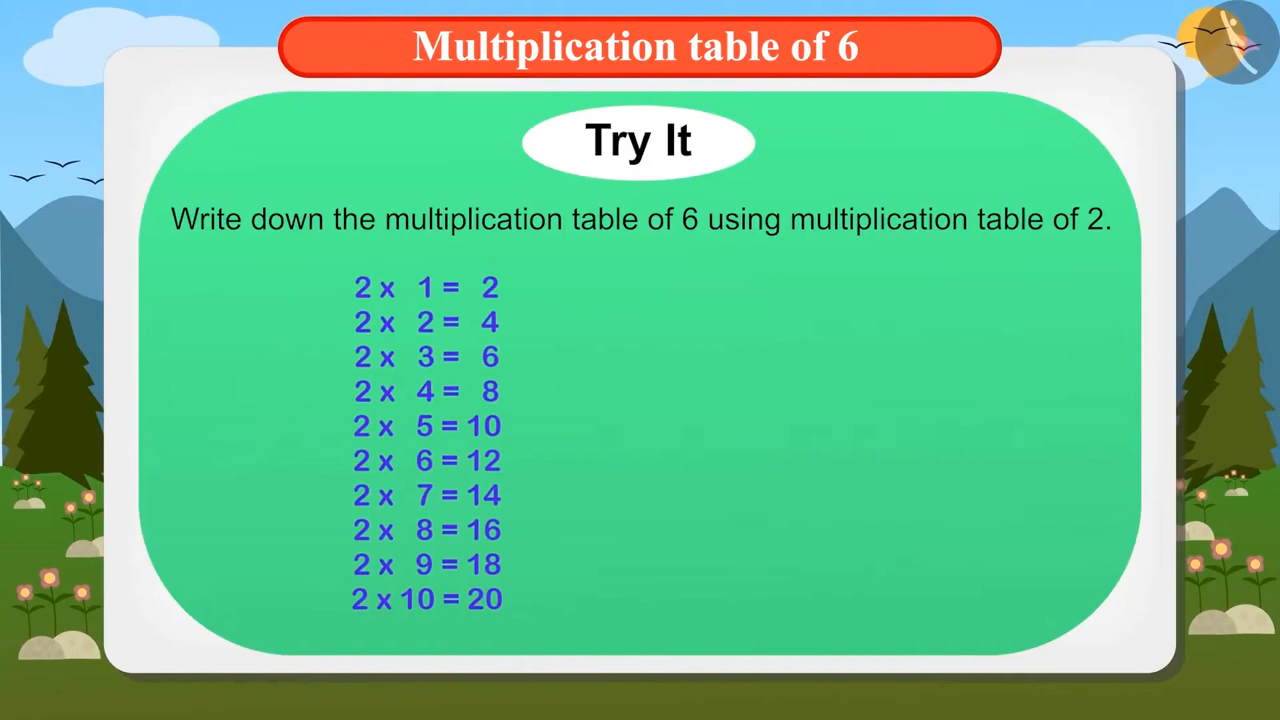 Multiplication table of 6
Try It
Write down the multiplication table of 6 using multiplication table of 2.
2 x 1 = 2
2 x 2 = 4
2 x 3 = 6
2 x 4 = 8
2 x 5 = 10
2 x 6 = 12
2 x 7 = 14
2 x 8 = 16
2 x 9 = 18
2 x 10 = 20